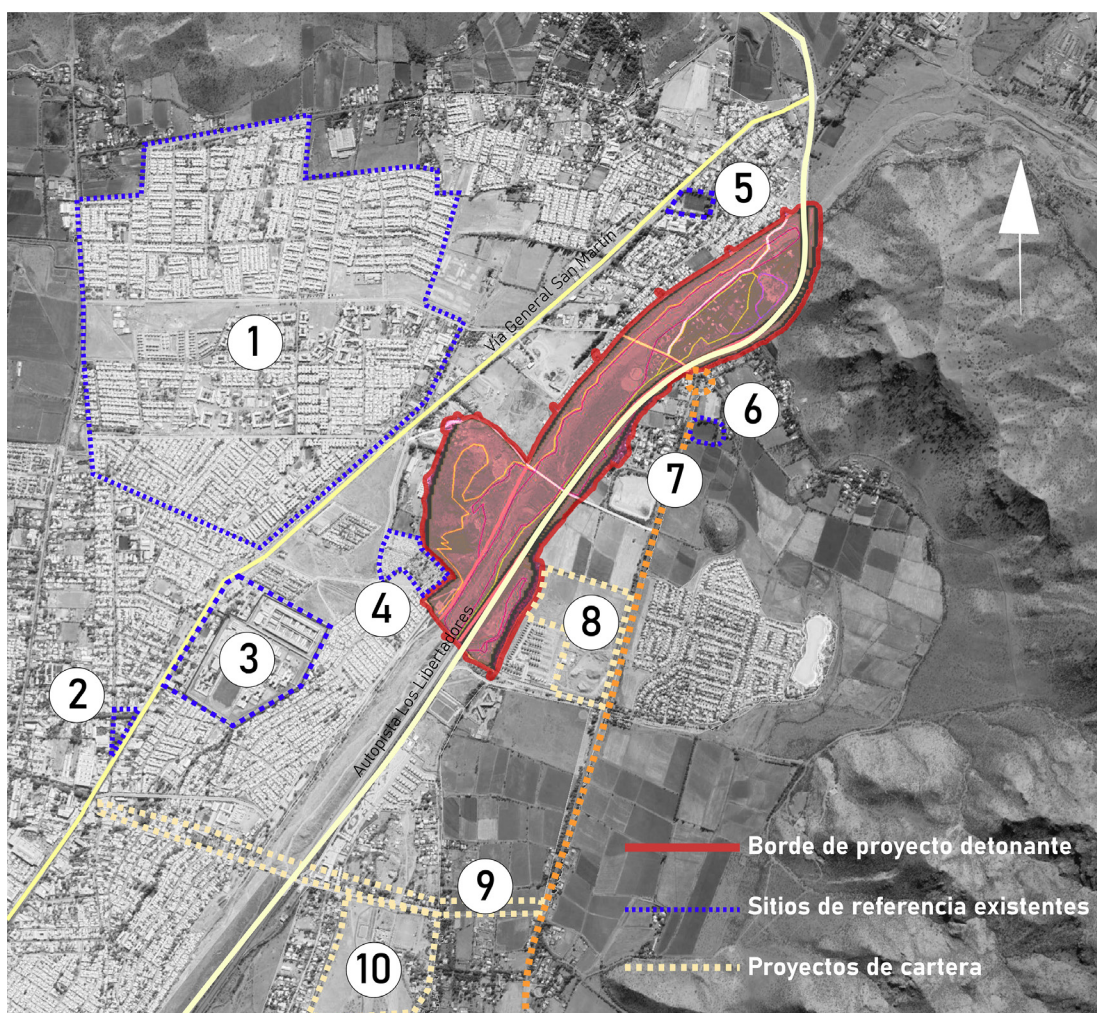 5
Vía General San Martín
1
6
7
4
8
3
2
Autopista Los Libertadores
Borde de proyecto detonante
9
Sitios de referencia existentes
10
Proyectos de cartera